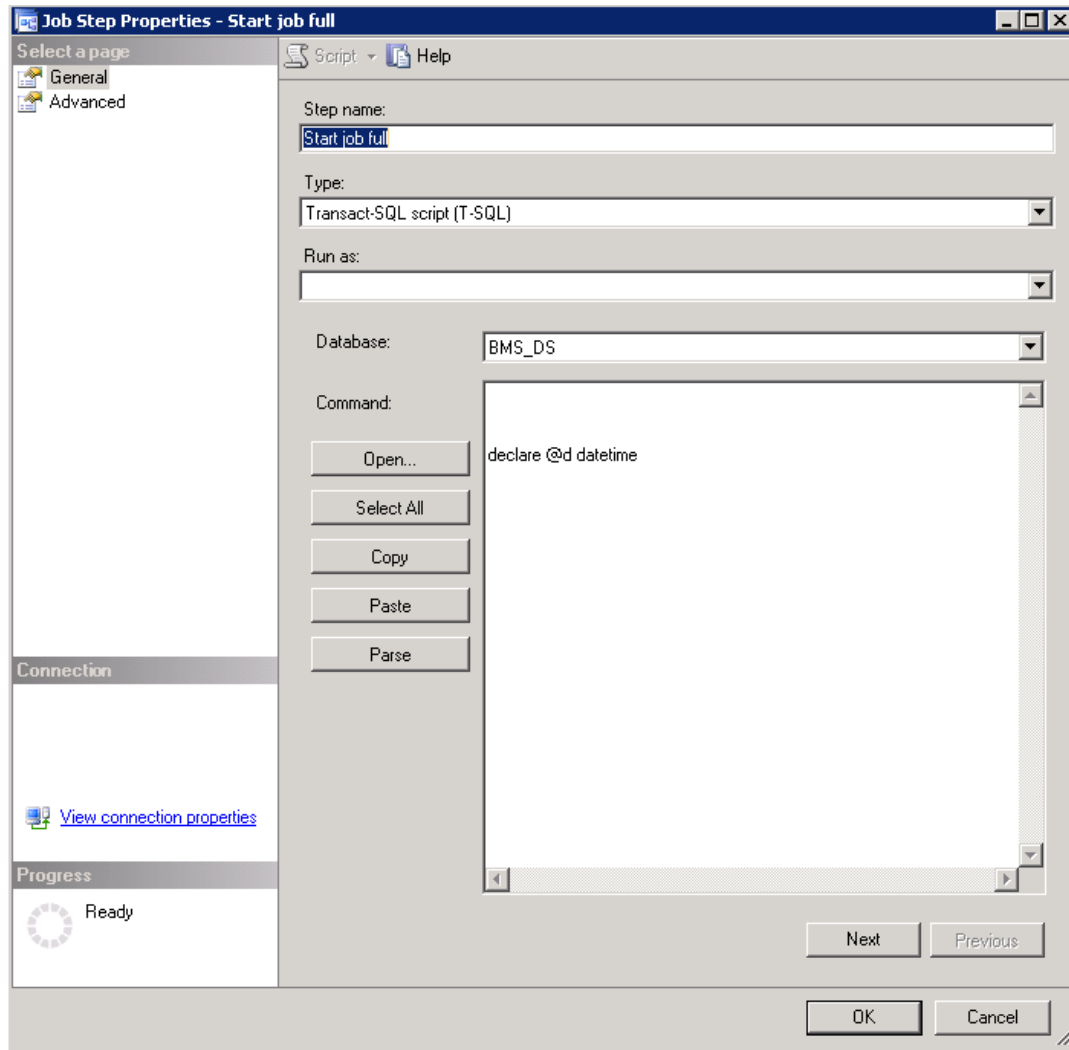 Job Step Properties - Start job full
Select a page
General
Advanced
Script
Help
Step name:
Start job full
Type:
Transact-SQL script (T-SQL)
Run as:
Database:
BMS_DS
Command:
declare @d datetime
Open...
Select All
Copy
Paste
Parse
Connection
View connection properties
Progress
Ready
Next
Previous
OK
Cancel